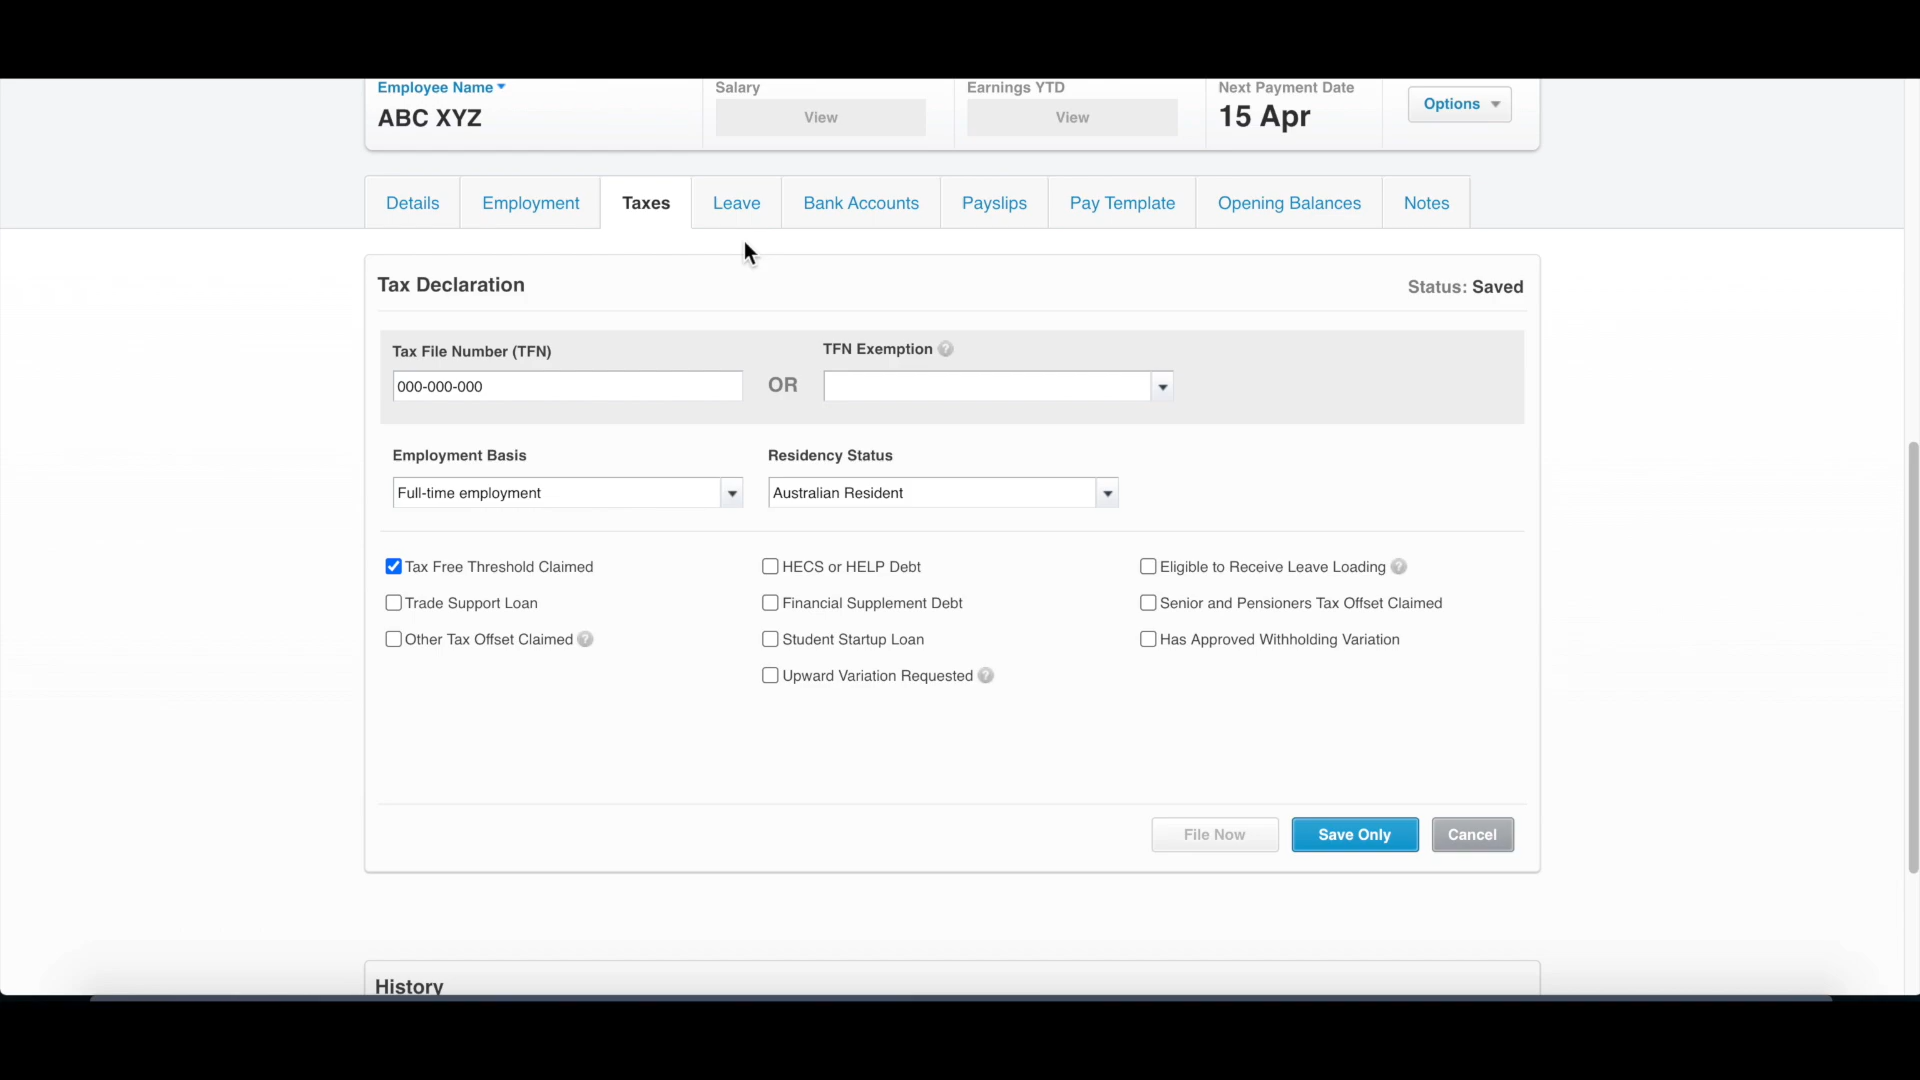 Employee Name
Salary
Earnings YTD
Next Payment Date
ABC XYZ
View
View
15 Apr
Options
Details
Employment
Taxes
Leave
Bank Accounts
Payslips
Pay Template
Opening Balances
Notes
Tax Declaration
Status: Saved
Tax File Number (TFN)
TFN Exemption ?
000-000-000
OR
Employment Basis
Residency Status
Full-time employment
Australian Resident
Tax Free Threshold Claimed
HECS or HELP Debt
Eligible to Receive Leave Loading ?
Trade Support Loan
Financial Supplement Debt
Senior and Pensioners Tax Offset Claimed
Other Tax Offset Claimed ?
Student Startup Loan
Has Approved Withholding Variation
Upward Variation Requested ?
File Now
Save Only
Cancel
History